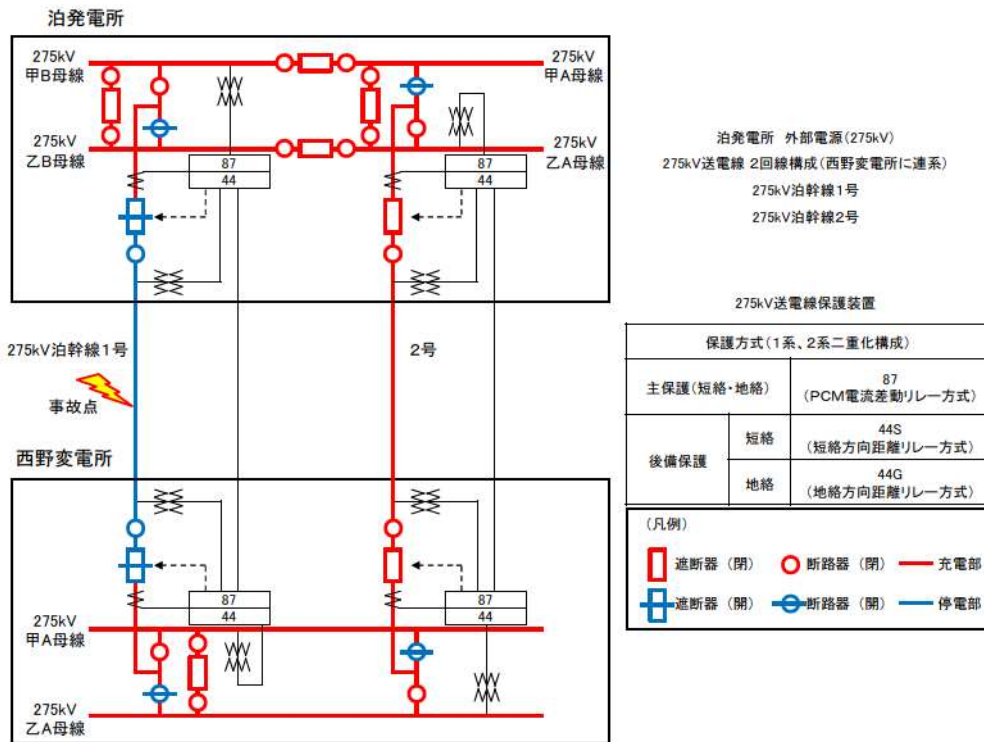 泊発電所
275kV
甲B母線
275kV
甲A母線
275kV
乙B母線
275kV
乙A母線
87
44
87
44
275kV泊幹線1号
2号
事故点
西野変電所
87
44
87
44
275kV
甲A母線
275kV
乙A母線
泊発電所 外部電源(275kV)
275kV送電線 2回線構成(西野変電所に連系)
275kV泊幹線1号
275kV泊幹線2号
275kV送電線保護装置
保護方式(1系、2系二重化構成)
主保護(短絡・地絡)
87
(PCM電流差動リレー方式)
後備保護
短絡
44S
(短絡方向距離リレー方式)
地絡
44G
(地絡方向距離リレー方式)
(凡例)
遮断器 (閉)
断路器 (閉)
充電部
遮断器 (開)
断路器 (開)
停電部